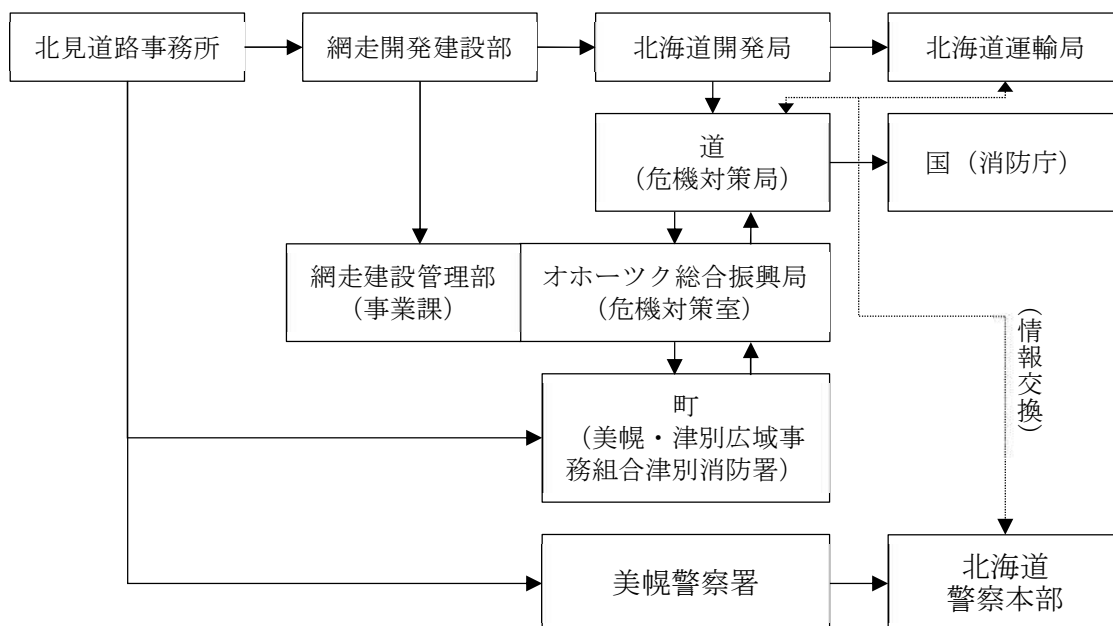 北見道路事務所
網走開発建設部
北海道開発局
北海道運輸局
道
（危機対策局）
国（消防庁）
網走建設管理部
（事業課）
オホーツク総合振興局
（危機対策室）
（情報交換）
町
（美幌・津別広域事
務組合津別消防署）
美幌警察署
北海道
警察本部